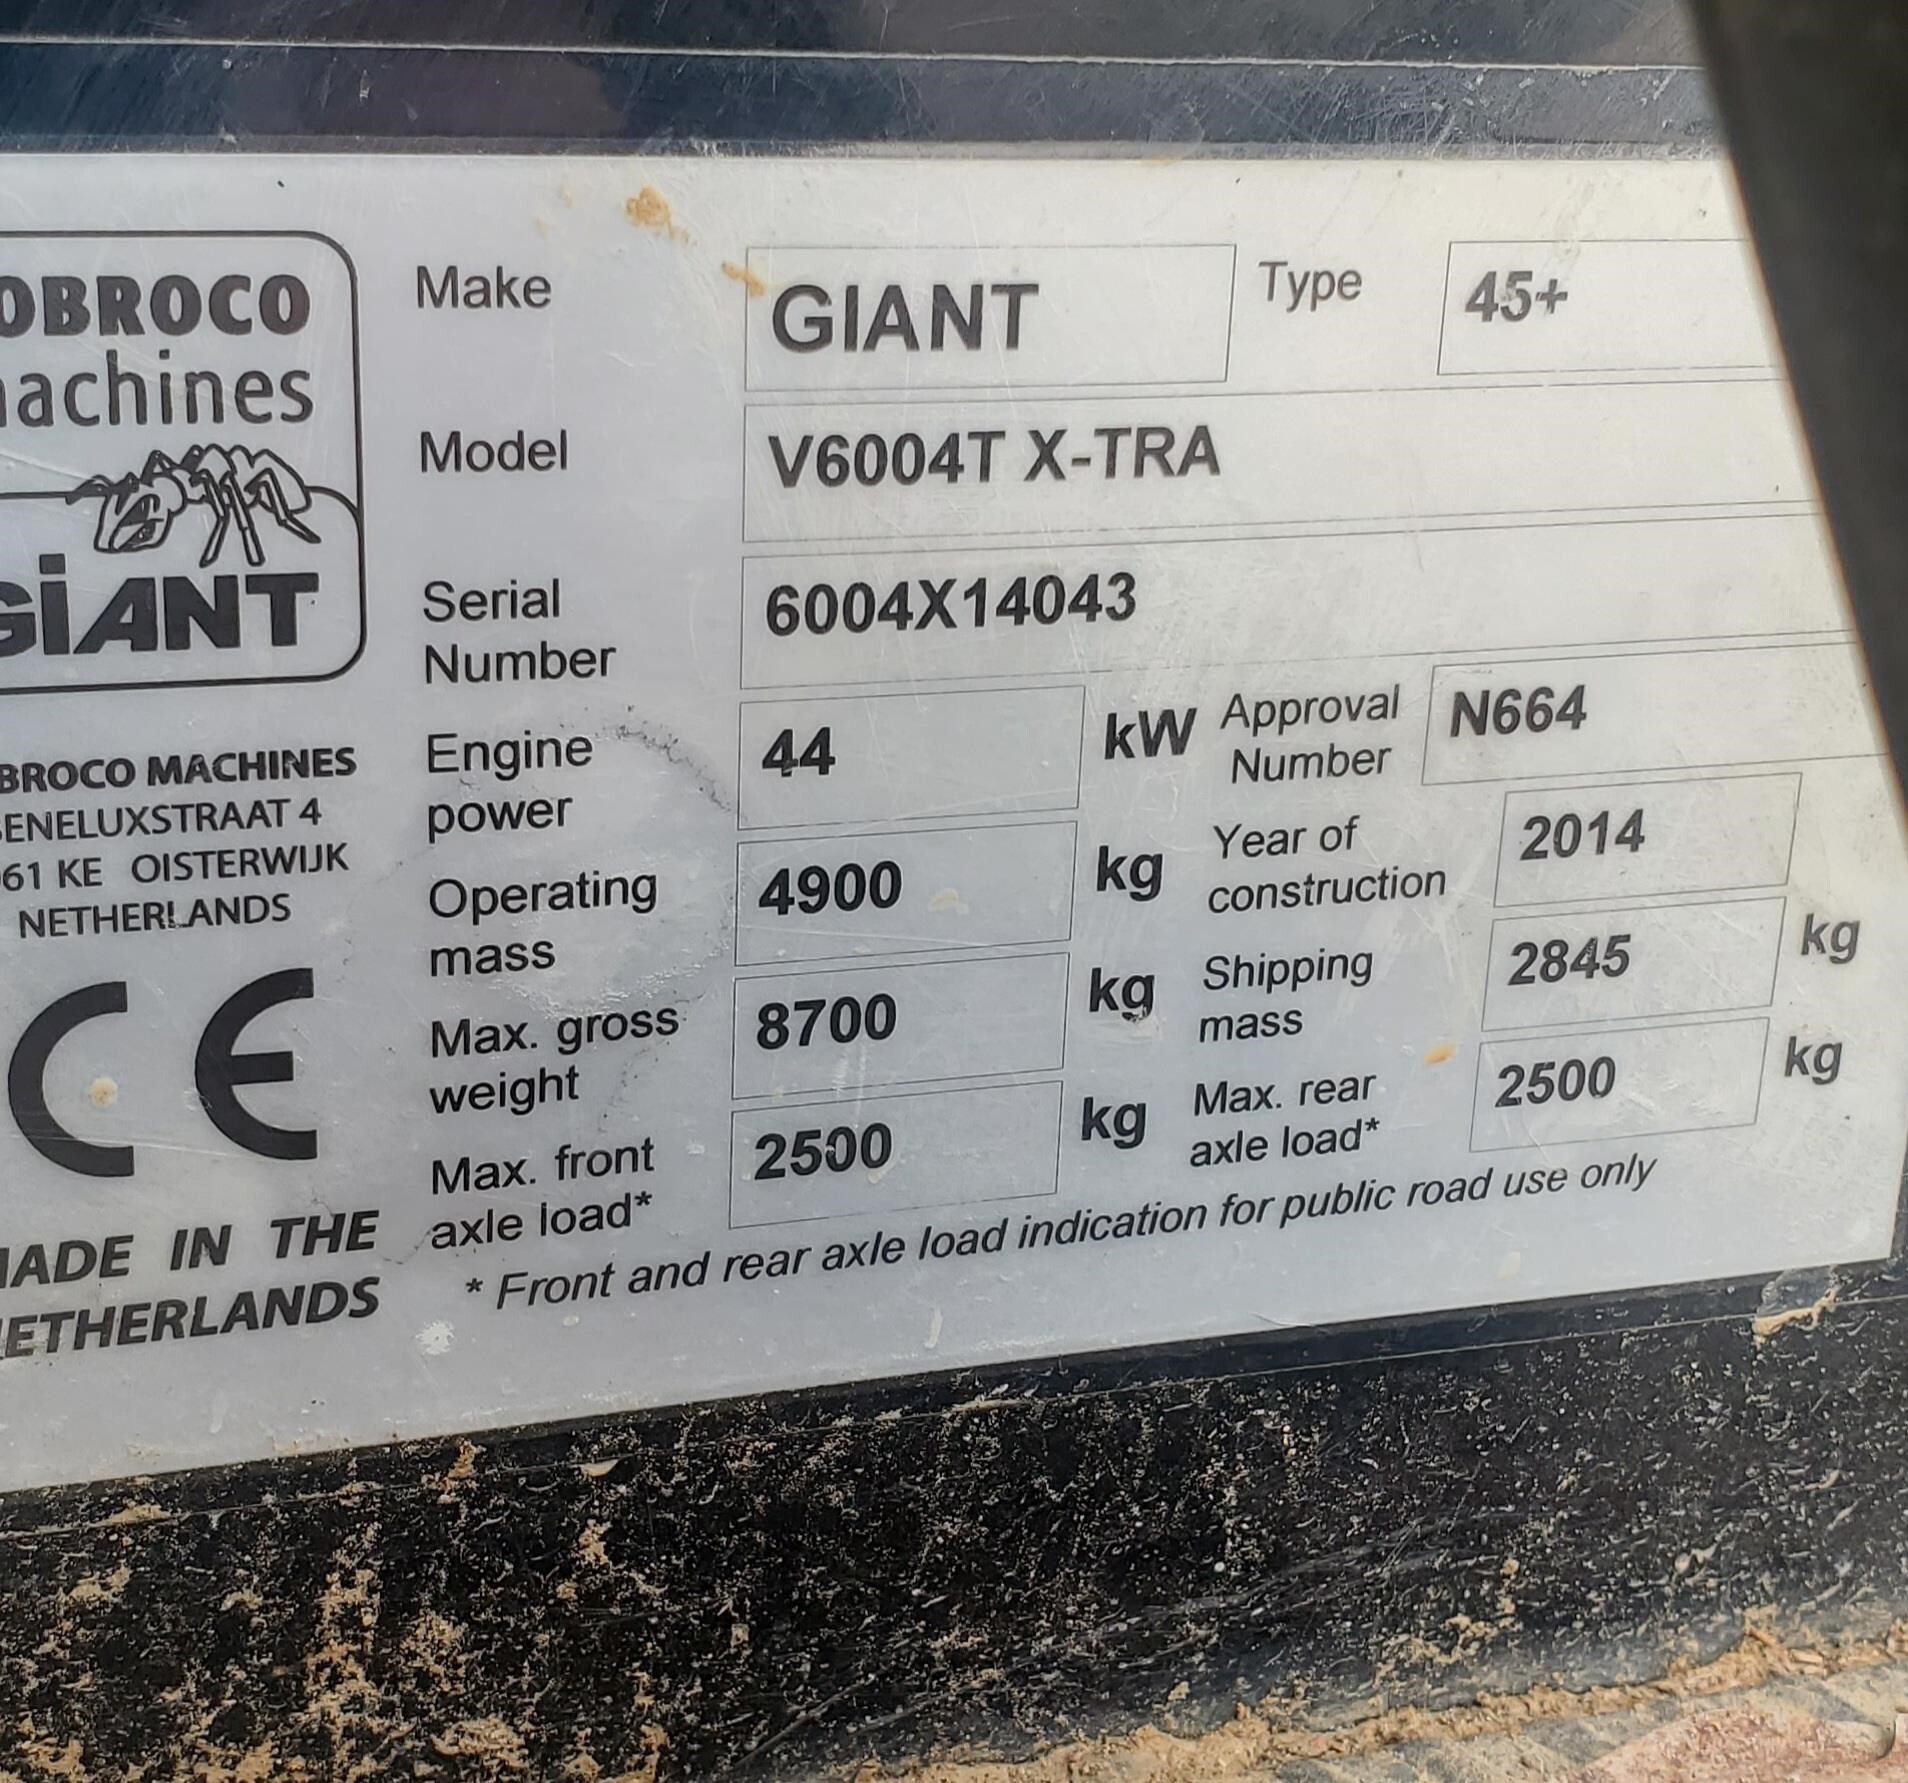 OBROCO
achines
GiANT
BROCO MACHINES
ENELUXSTRAAT 4
61 KE OISTERWIJK
NETHERLANDS
CE
ADE IN THE
ETHERLANDS
Make GIANT Type 45+
Model V6004T X-TRA
Serial
Number 6004X14043
Engine
power 44 kW Approval
Number N664
Operating
mass 4900 kg Year of
construction 2014
Max. gross
weight 8700 kg Shipping
mass 2845 kg
Max. front
axle load* 2500 kg Max. rear
axle load* 2500 kg
* Front and rear axle load indication for public road use only